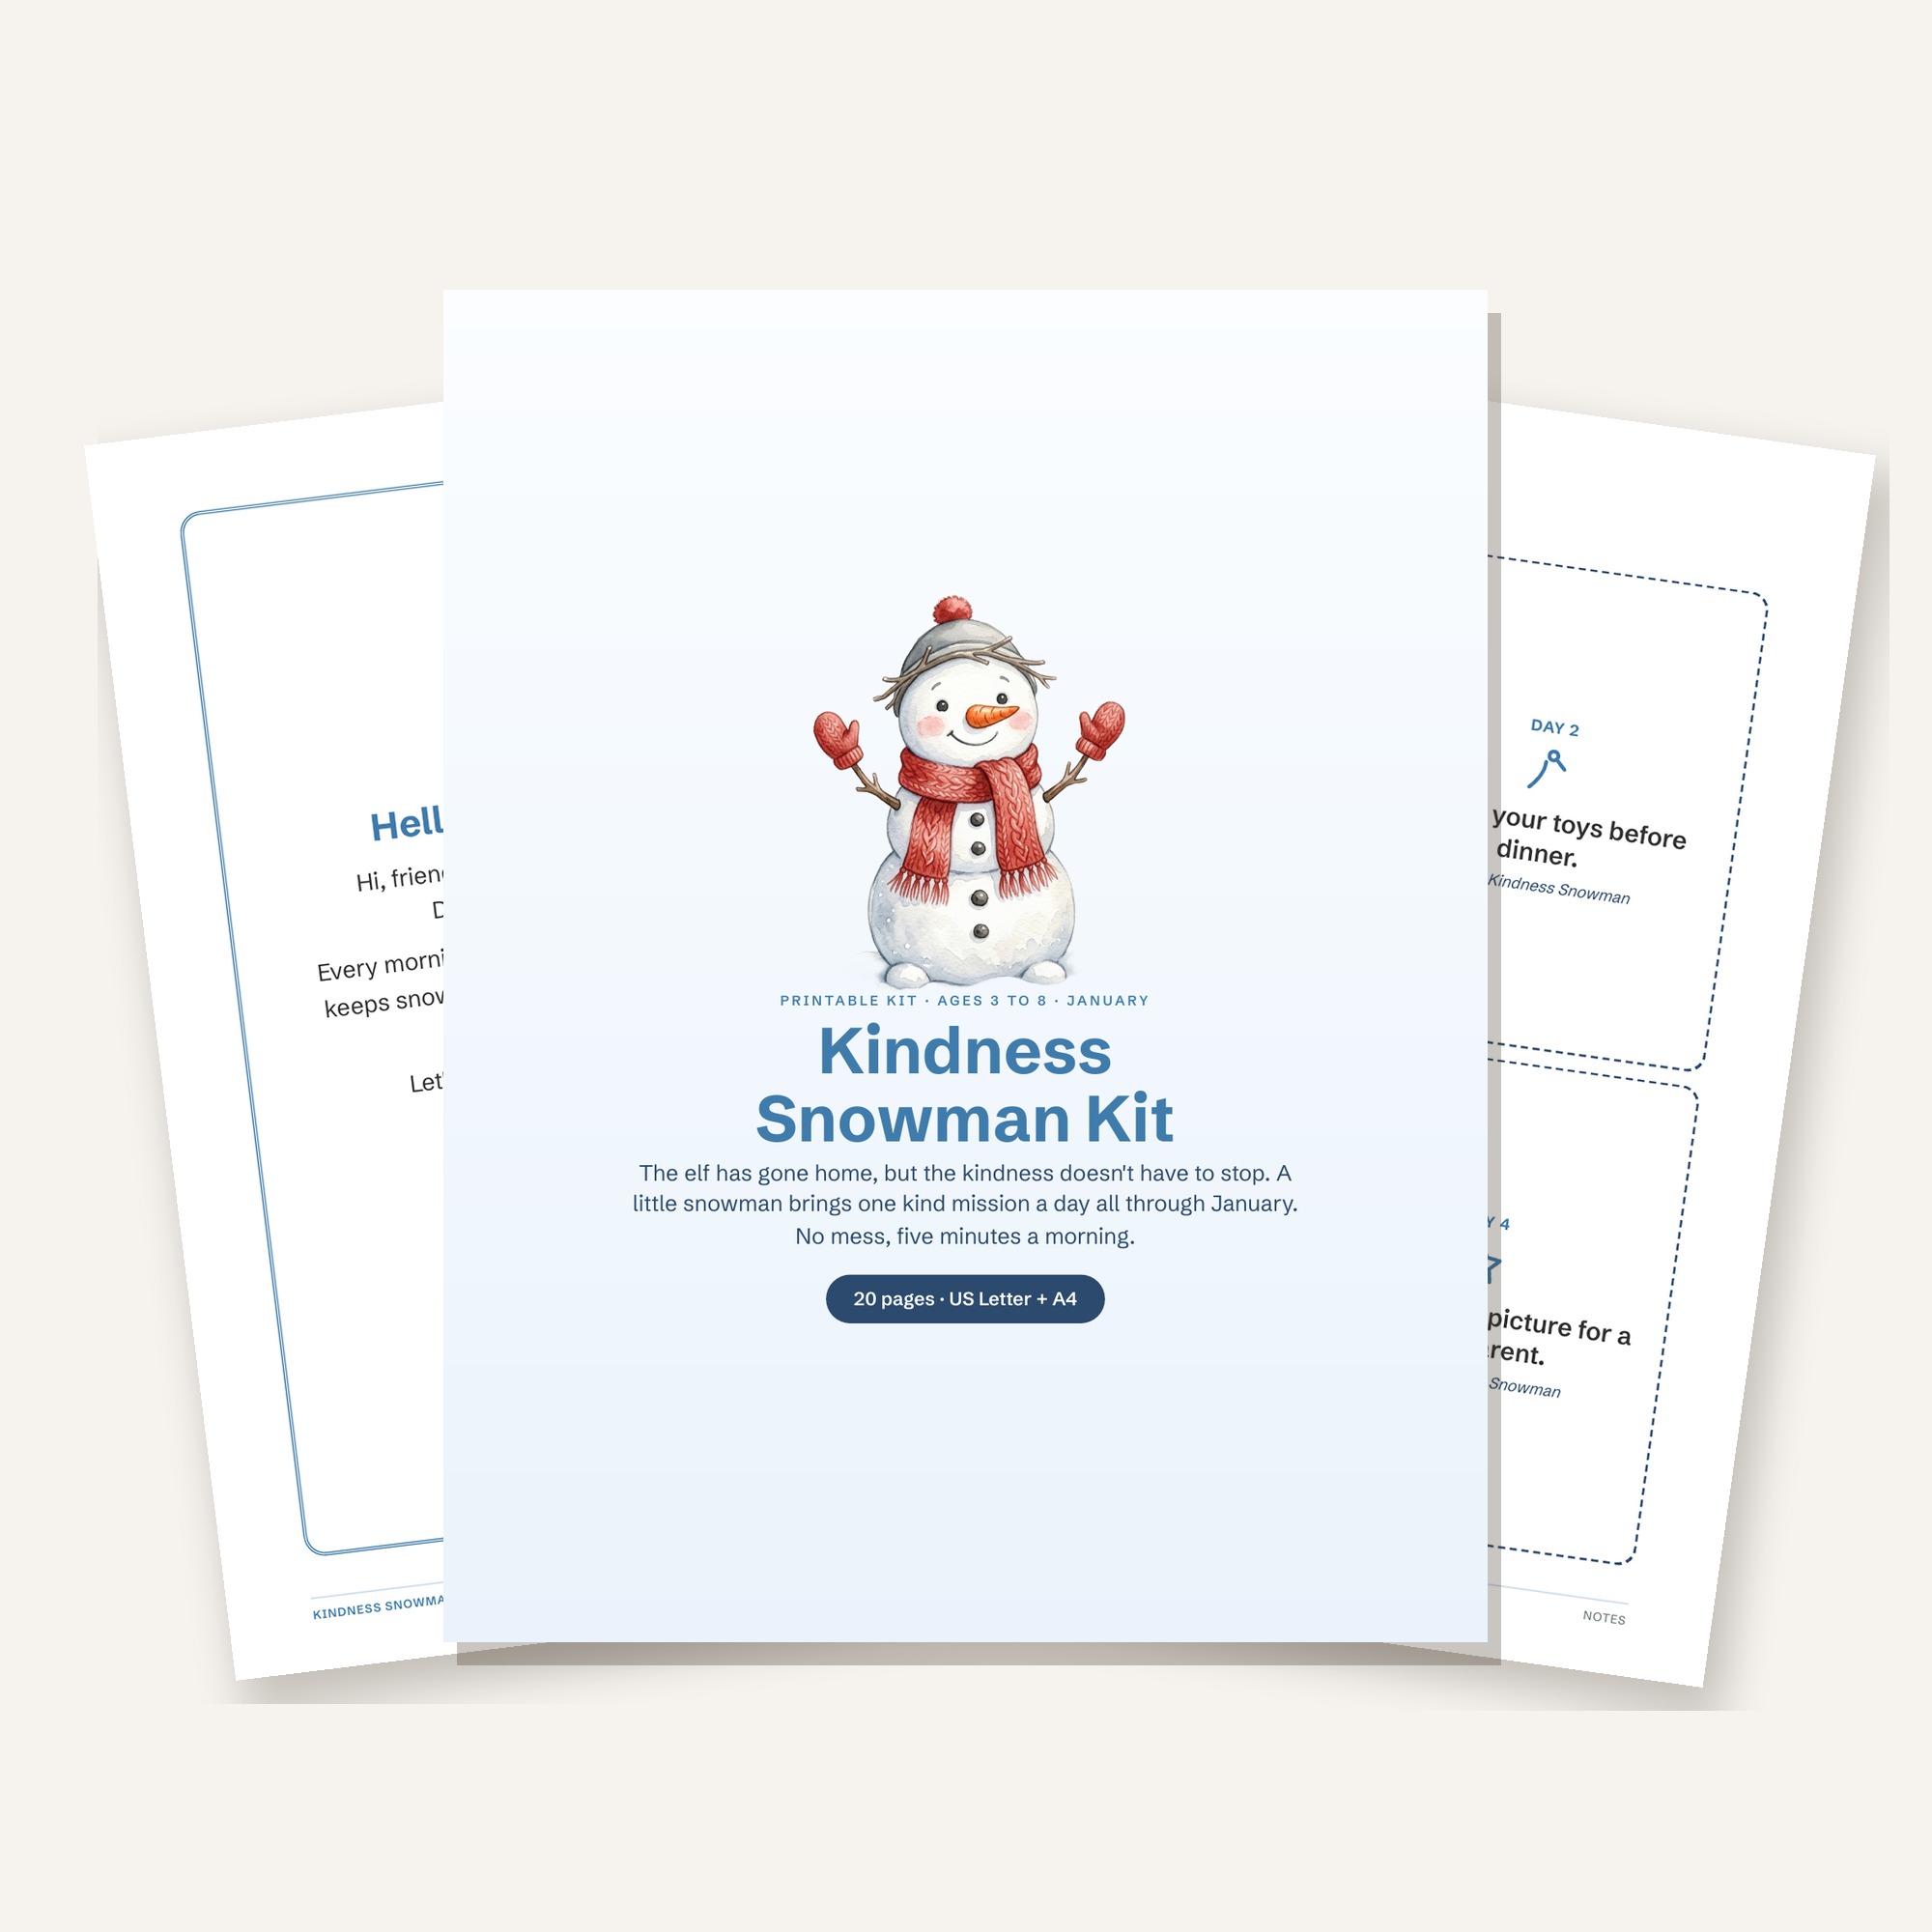 Hell
Hi, frien
D
Every morni
keeps snow
Let'
KINDNESS SNOWMA
PRINTABLE KIT · AGES 3 TO 8 · JANUARY
Kindness
Snowman Kit
The elf has gone home, but the kindness doesn't have to stop. A
little snowman brings one kind mission a day all through January.
No mess, five minutes a morning.
20 pages · US Letter + A4
DAY 2
your toys before
dinner.
Kindness Snowman
Y 4
picture for a
rent.
Snowman
NOTES